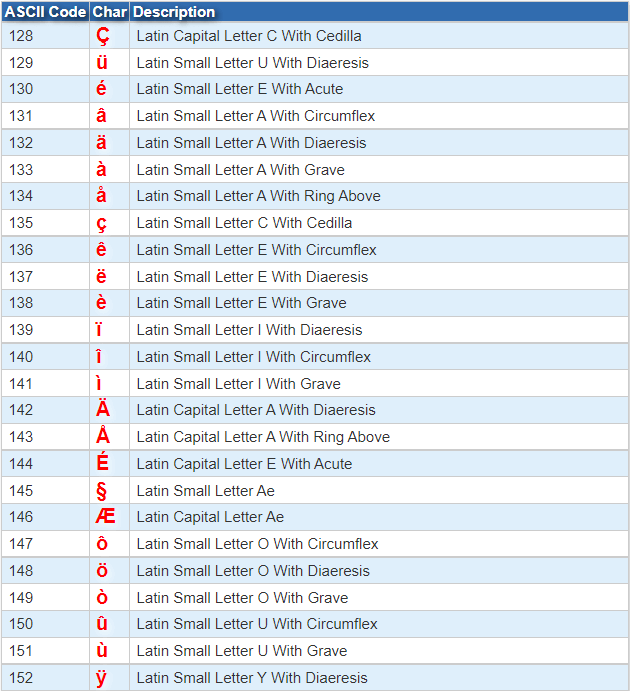 ASCII Code Char Description
128 Ç Latin Capital Letter C With Cedilla
129 ü Latin Small Letter U With Diaeresis
130 é Latin Small Letter E With Acute
131 â Latin Small Letter A With Circumflex
132 ä Latin Small Letter A With Diaeresis
133 à Latin Small Letter A With Grave
134 å Latin Small Letter A With Ring Above
135 ç Latin Small Letter C With Cedilla
136 ê Latin Small Letter E With Circumflex
137 ë Latin Small Letter E With Diaeresis
138 è Latin Small Letter E With Grave
139 ï Latin Small Letter I With Diaeresis
140 î Latin Small Letter I With Circumflex
141 ì Latin Small Letter I With Grave
142 Ä Latin Capital Letter A With Diaeresis
143 Å Latin Capital Letter A With Ring Above
144 É Latin Capital Letter E With Acute
145 § Latin Small Letter Ae
146 Æ Latin Capital Letter Ae
147 ô Latin Small Letter O With Circumflex
148 ö Latin Small Letter O With Diaeresis
149 ò Latin Small Letter O With Grave
150 û Latin Small Letter U With Circumflex
151 ù Latin Small Letter U With Grave
152 ÿ Latin Small Letter Y With Diaeresis